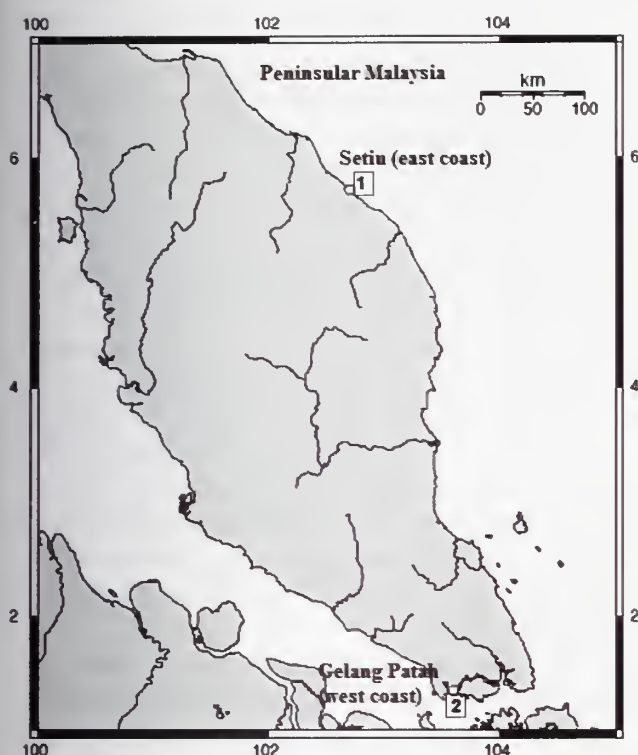 100 102 104
Peninsular Malaysia
km
0 50 100
6 6
Setiu (east coast)
1
4 4
2 2
Gelang Patah
(west coast)
2
100 102 104